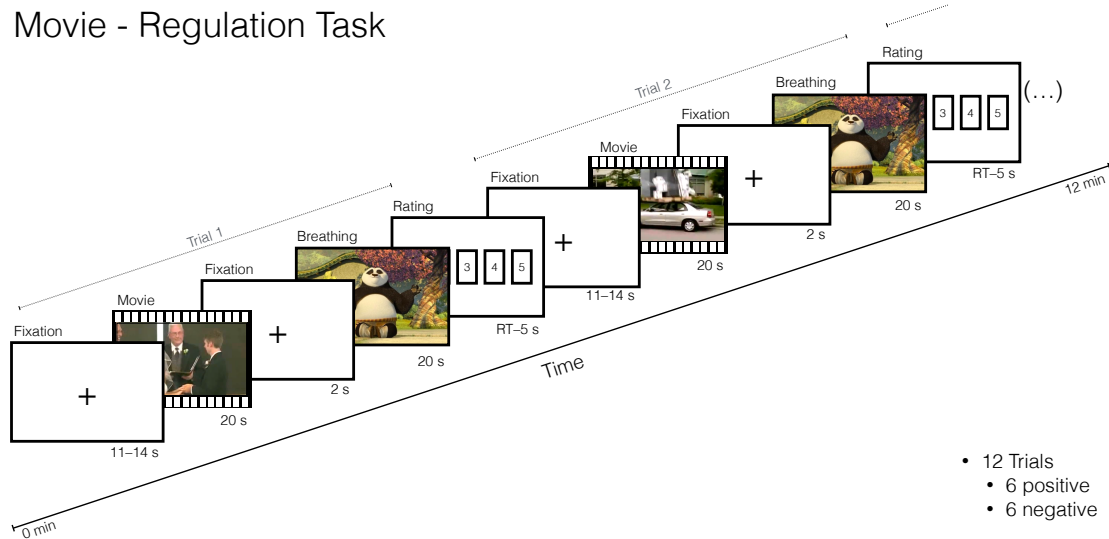 Movie - Regulation Task
Trial 1
Fixation
11–14 s
Movie
20 s
Fixation
2 s
Breathing
20 s
Rating
3 4 5
RT–5 s
Trial 2
Fixation
11–14 s
Movie
20 s
Fixation
2 s
Breathing
20 s
Rating
3 4 5
RT–5 s
(...)
0 min
Time
12 min
• 12 Trials
• 6 positive
• 6 negative